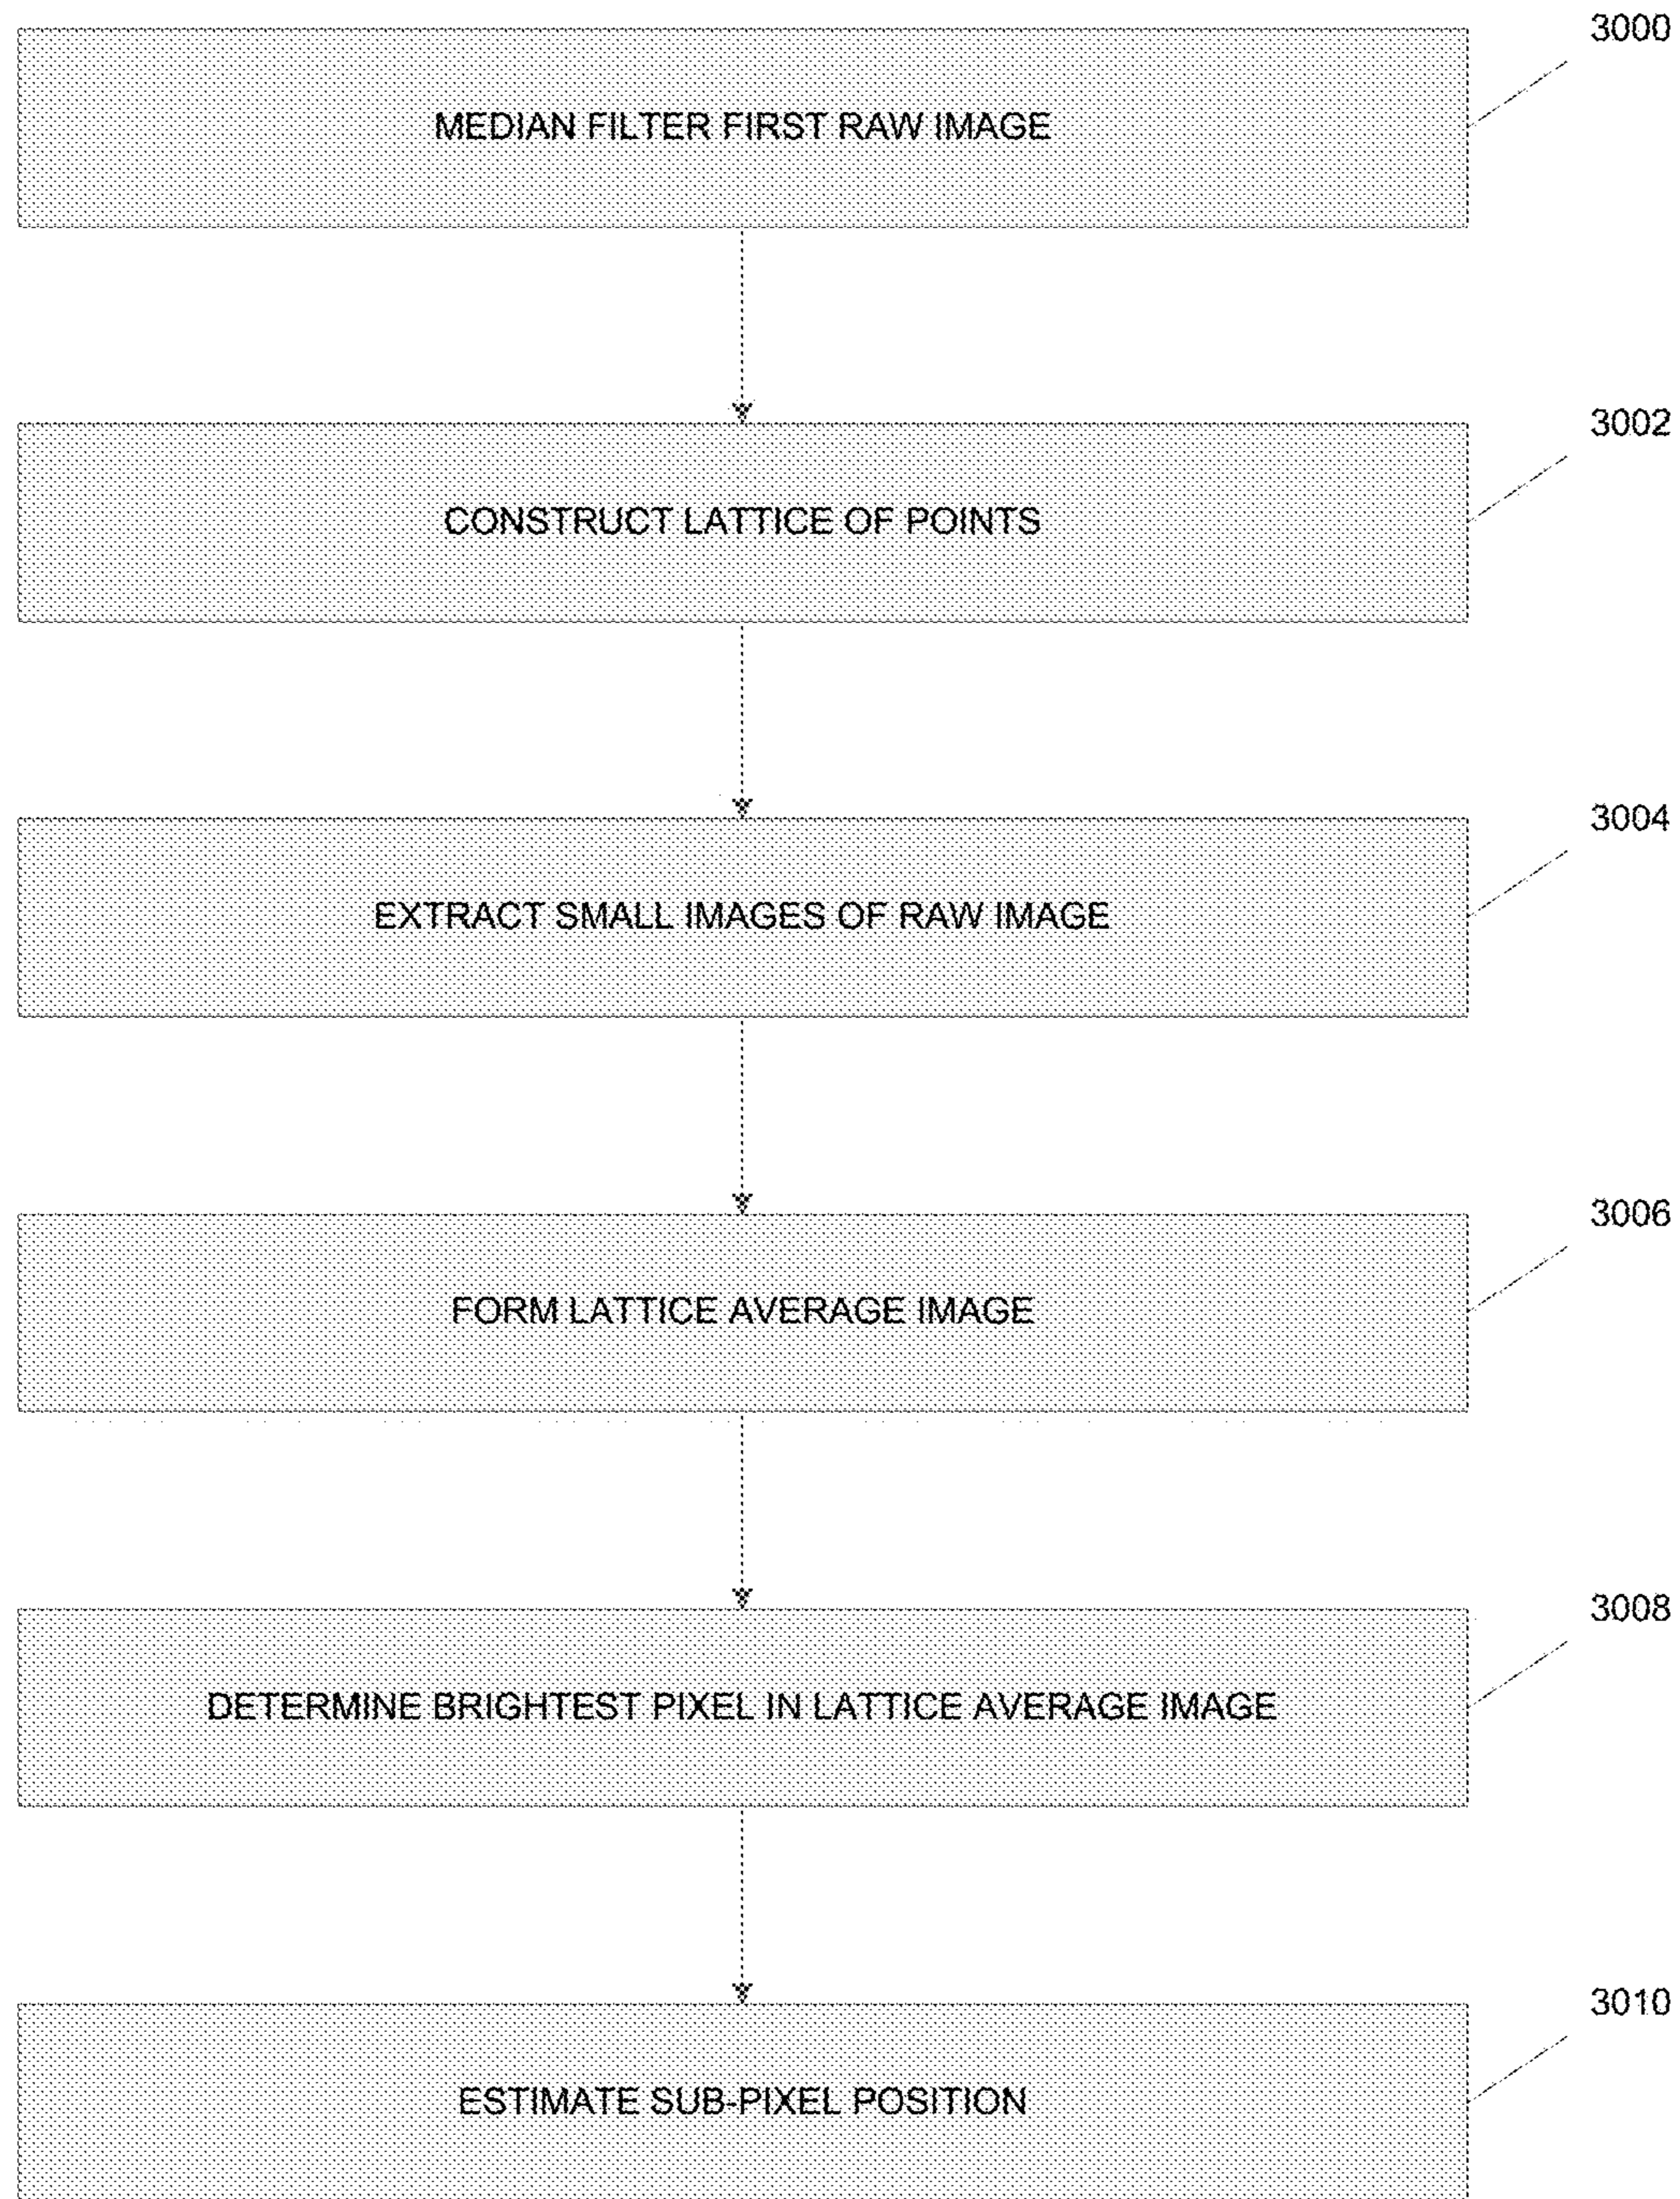 3000
MEDIAN FILTER FIRST RAW IMAGE
3002
CONSTRUCT LATTICE OF POINTS
3004
EXTRACT SMALL IMAGES OF RAW IMAGE
3006
FORM LATTICE AVERAGE IMAGE
3008
DETERMINE BRIGHTEST PIXEL IN LATTICE AVERAGE IMAGE
3010
ESTIMATE SUB-PIXEL POSITION